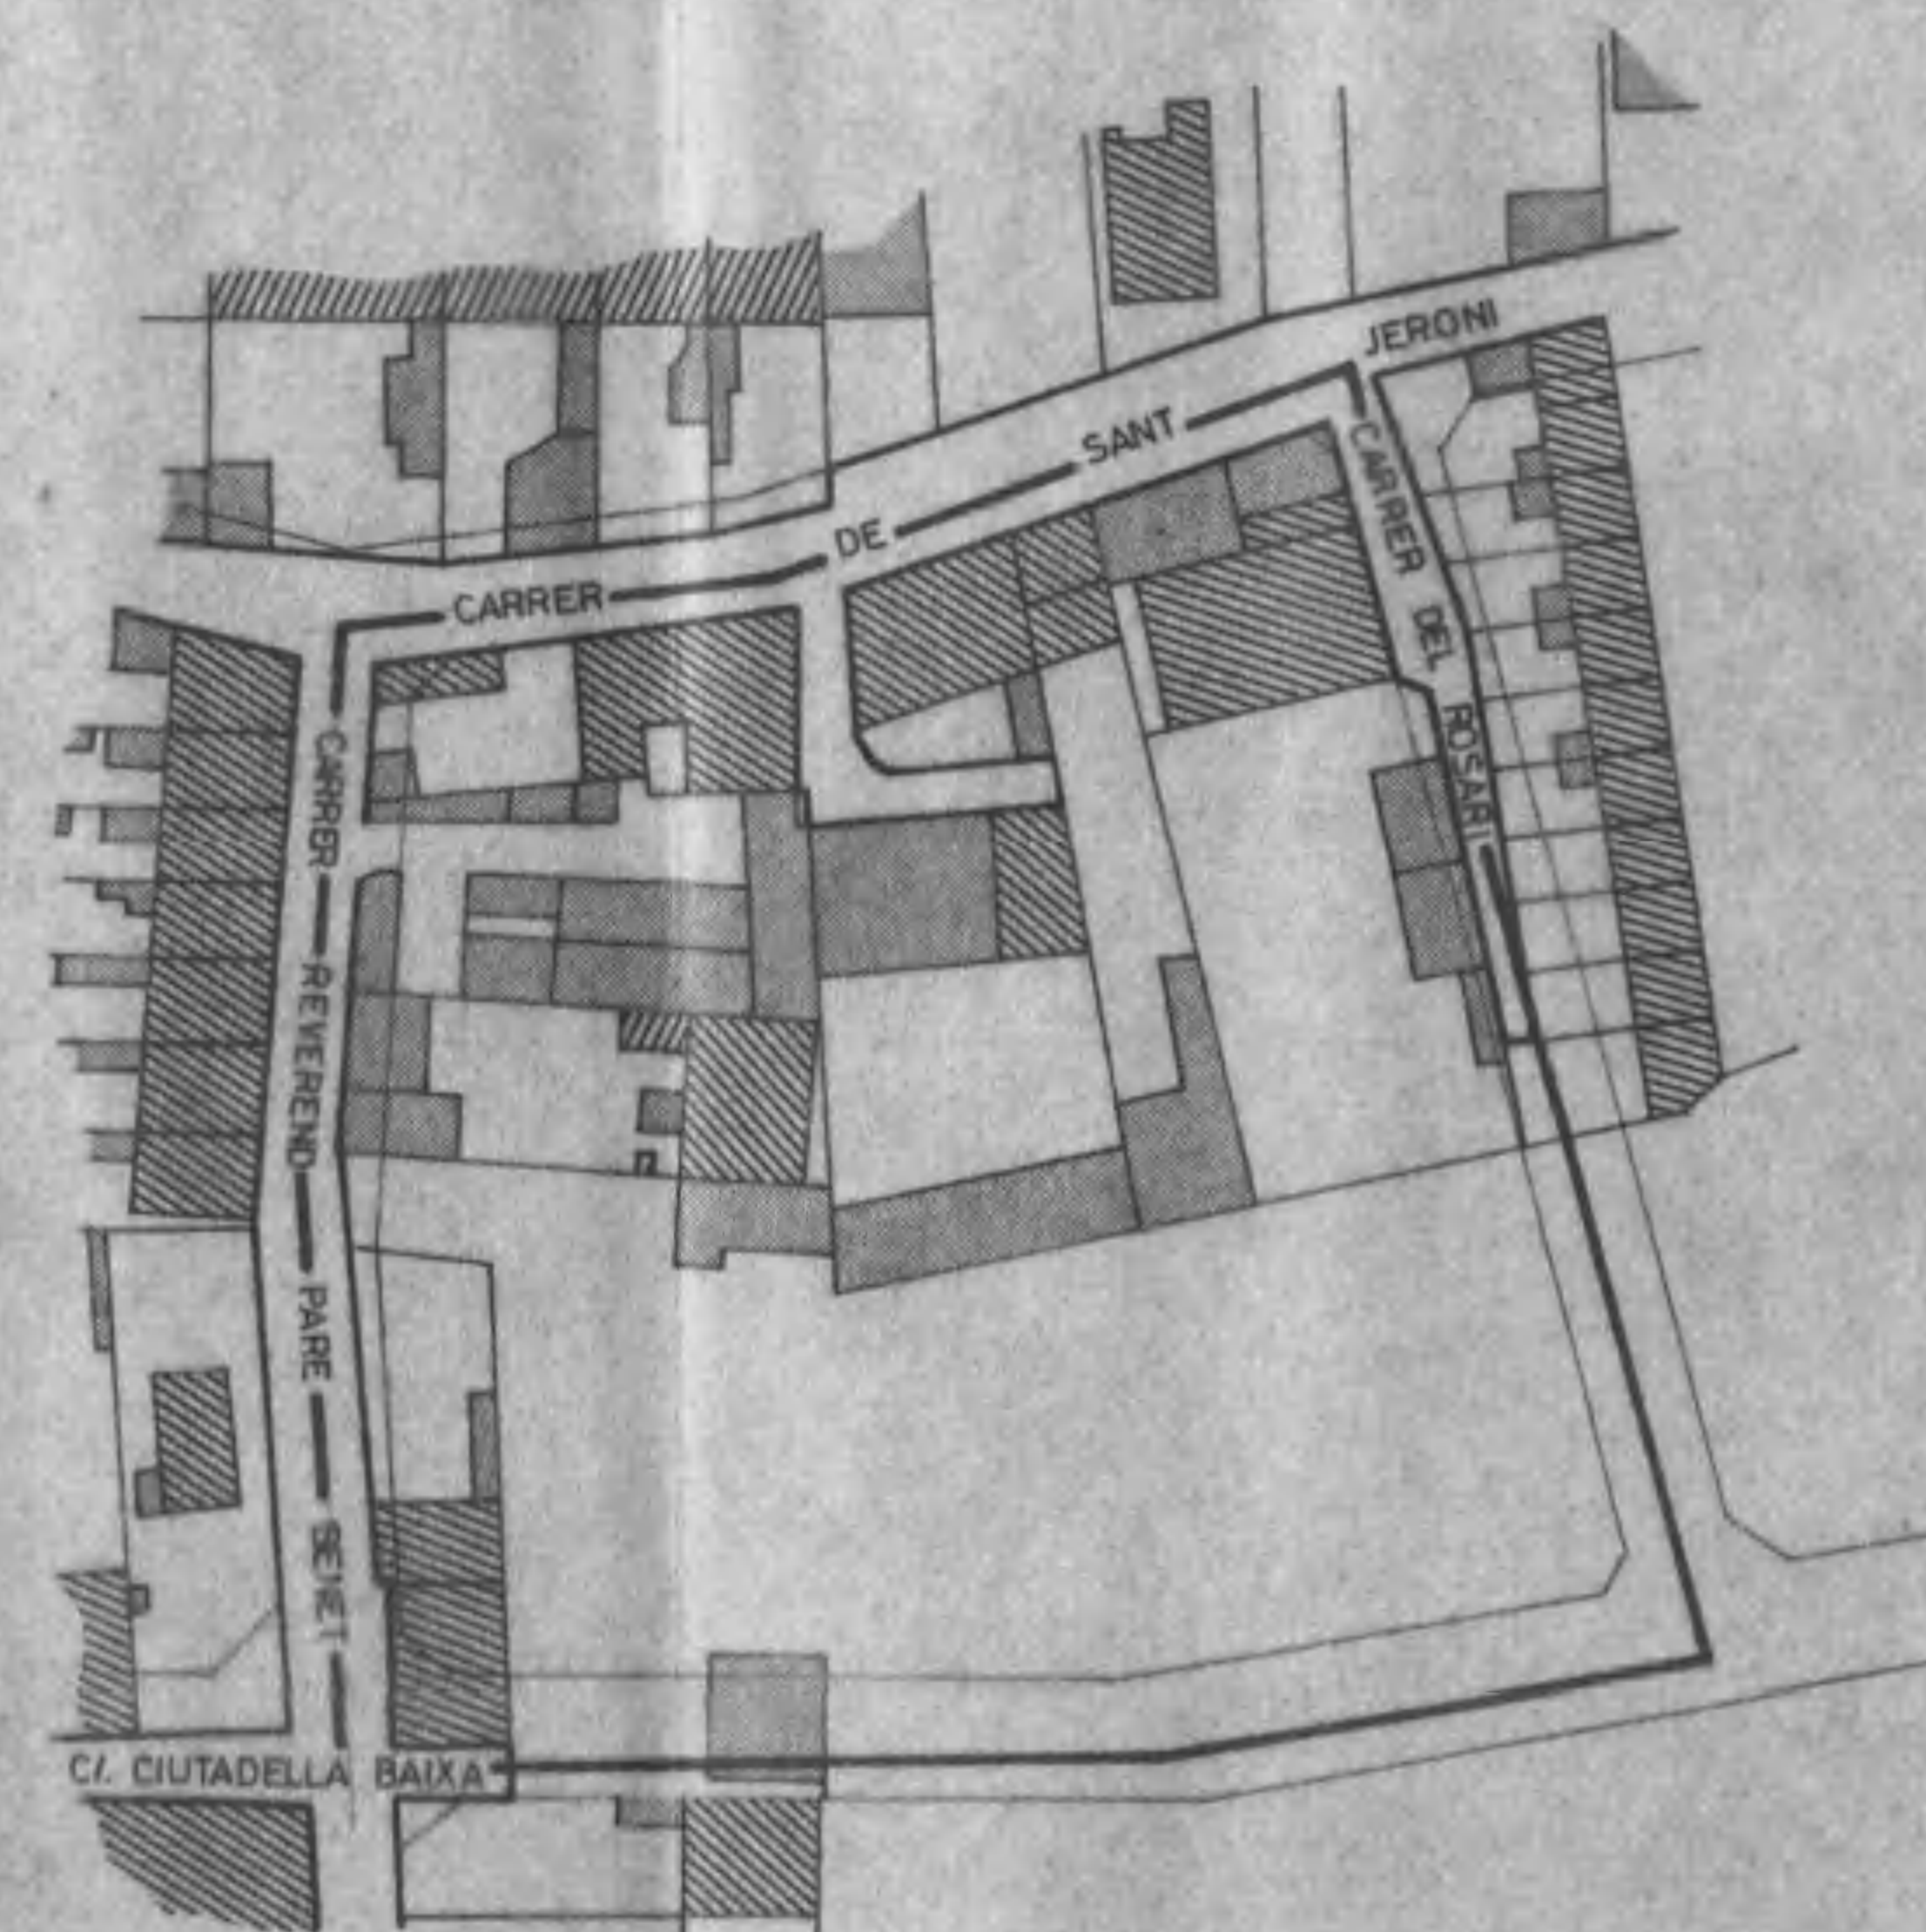 CARRER DE SANT JERONI
CARRER DEL ROSARI
CARRER REVEREND PARE BENET
C/. CIUTADELLA BAIXA